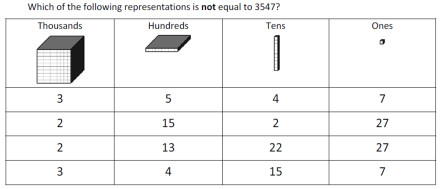 Which of the following representations is not equal to 3547?
Thousands Hundreds Tens Ones
3 5 4 7
2 15 2 27
2 13 22 27
3 4 15 7